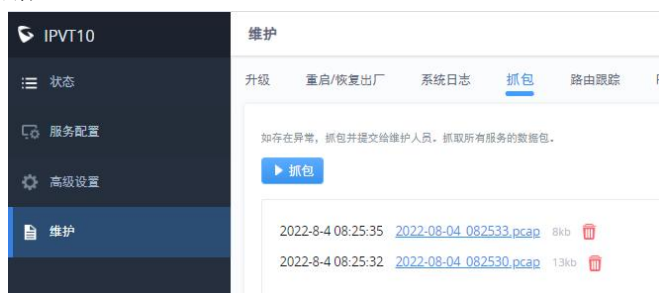 IPVT10
维护
状态
服务配置
高级设置
维护
升级 重启/恢复出厂 系统日志 抓包 路由跟踪
如存在异常，抓包并提交给维护人员。抓取所有服务的数据包。
抓包
2022-8-4 08:25:35 2022-08-04_082533.pcap 8kb
2022-8-4 08:25:32 2022-08-04_082530.pcap 13kb